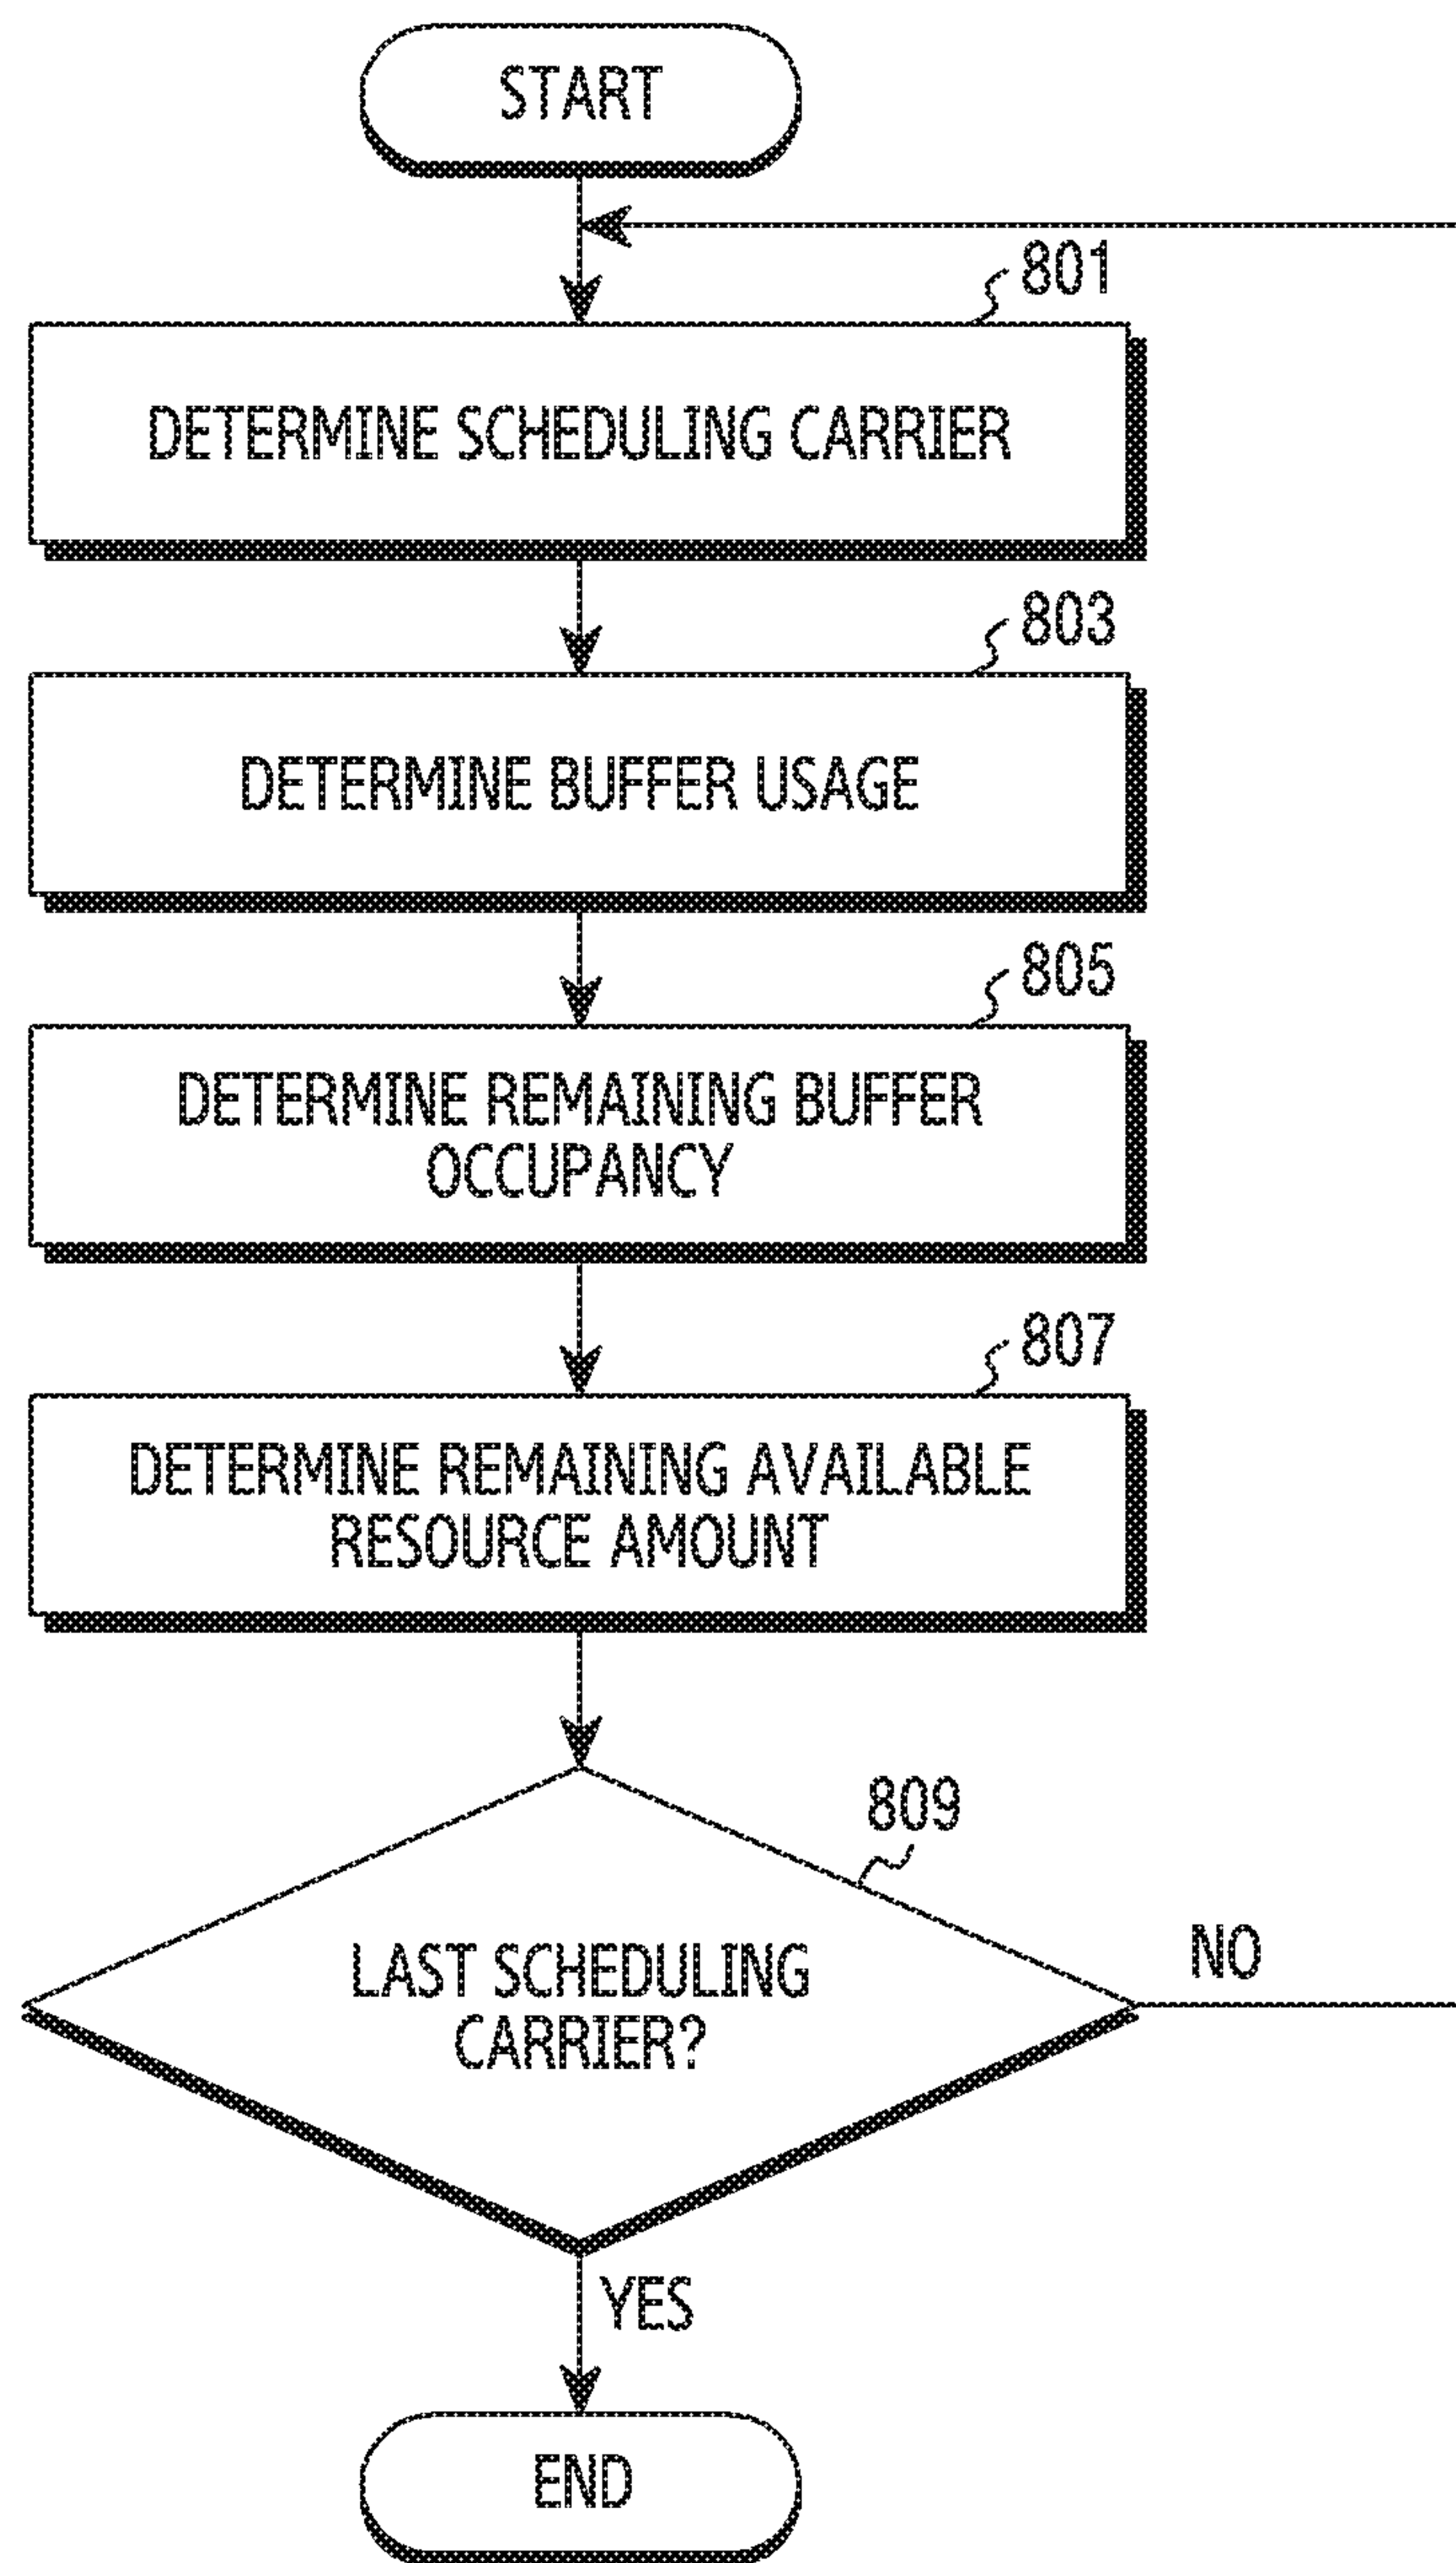 START
801
DETERMINE SCHEDULING CARRIER
803
DETERMINE BUFFER USAGE
805
DETERMINE REMAINING BUFFER
OCCUPANCY
807
DETERMINE REMAINING AVAILABLE
RESOURCE AMOUNT
809
LAST SCHEDULING
CARRIER?
NO
YES
END